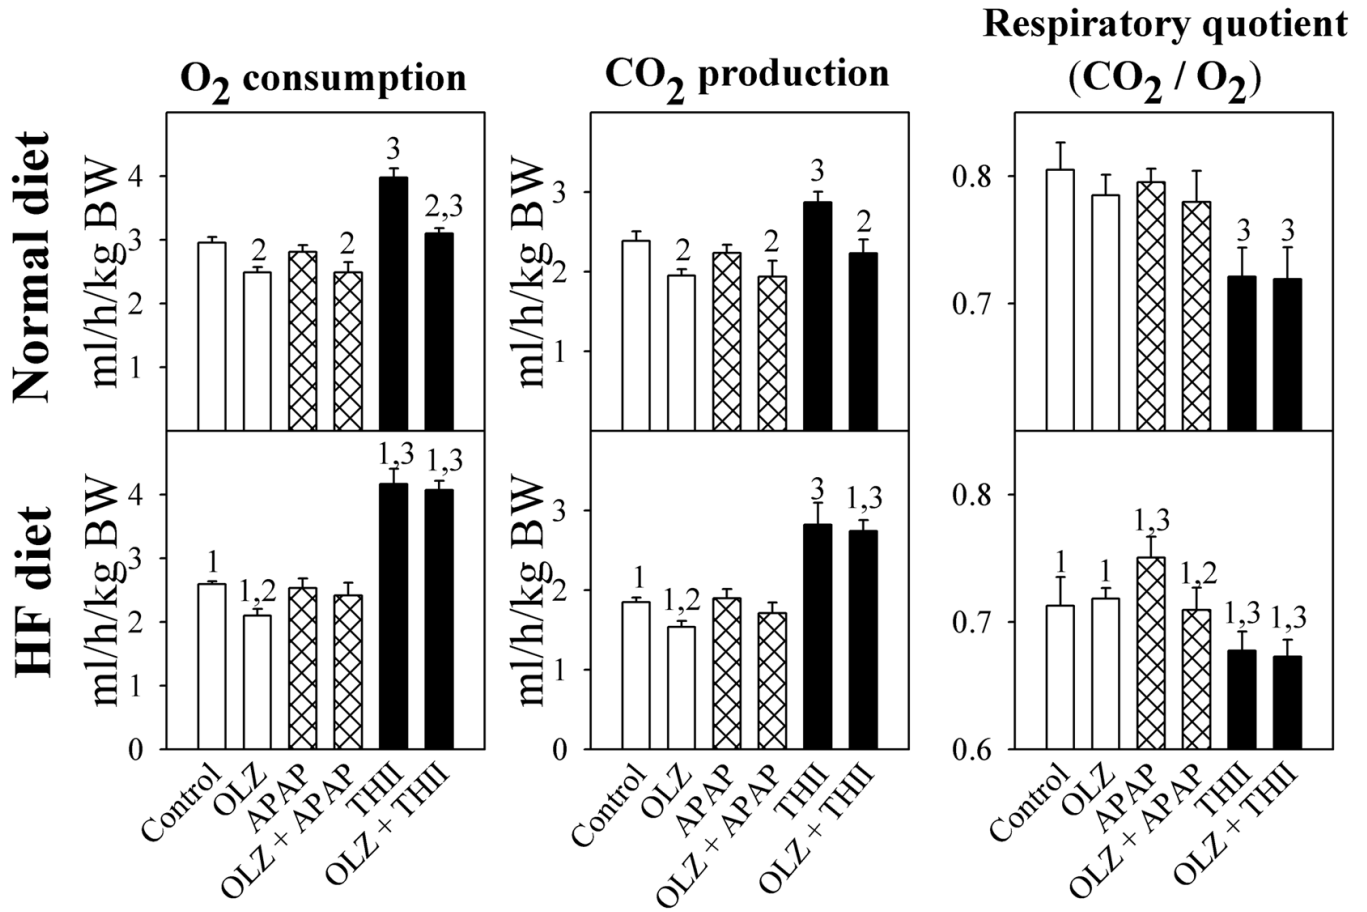 Respiratory quotient
O2 consumption
CO2 production
(CO2 / O2)
Normal diet
ml/h/kg BW
4
3
2
1
2
2
3
2,3
ml/h/kg BW
3
2
1
2
2
3
2
0.8
0.7
3
3
HF diet
ml/h/kg BW
4
3
2
1
0
1
1,2
1,3
1,3
ml/h/kg BW
3
2
1
0
1
1,2
3
1,3
0.8
0.7
0.6
1
1
1,3
1,2
1,3
1,3
Control
OLZ
APAP
OLZ + APAP
THII
OLZ + THII
Control
OLZ
APAP
OLZ + APAP
THII
OLZ + THII
Control
OLZ
APAP
OLZ + APAP
THII
OLZ + THII